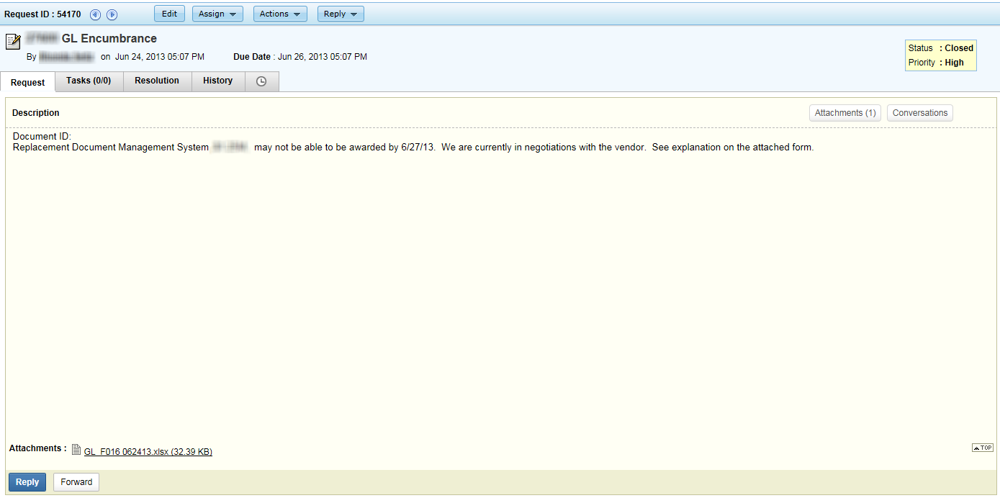 Request ID : 54170 Edit Assign Actions Reply
GL Encumbrance
By on Jun 24, 2013 05:07 PM Due Date : Jun 26, 2013 05:07 PM
Status : Closed
Priority : High
Request Tasks (0/0) Resolution History
Description Attachments (1) Conversations
Document ID:
Replacement Document Management System may not be able to be awarded by 6/27/13. We are currently in negotiations with the vendor. See explanation on the attached form.
Attachments : GL_F016 062413.xlsx (32.39 KB) TOP
Reply Forward